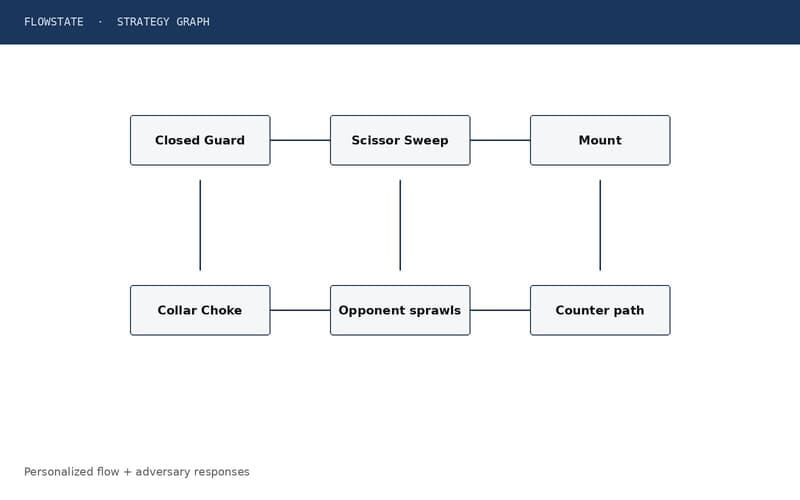 FLOWSTATE · STRATEGY GRAPH
Closed Guard
Scissor Sweep
Mount
Collar Choke
Opponent sprawls
Counter path
Personalized flow + adversary responses